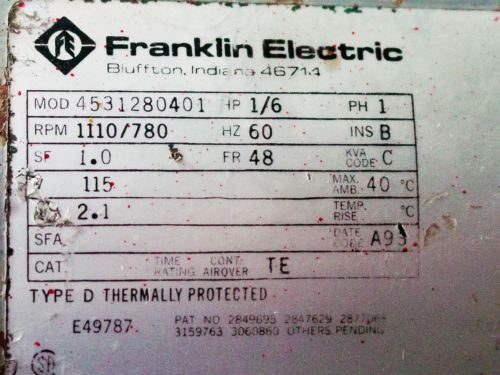 Franklin Electric
Bluffton, Indiana 46714
MOD 4531280401 HP 1/6 PH 1
RPM 1110/780 HZ 60 INS B
SF 1.0 FR 48 KVA CODE C
115 MAX. AMB. 40 °C
2.1 TEMP. RISE °C
SFA DATE CODE
CAT. TIME RATING CONT. AIROVER TE
TYPE D THERMALLY PROTECTED
E49787 PAT NO 2849695 2847629
3159763 3060860 OTHERS PENDING